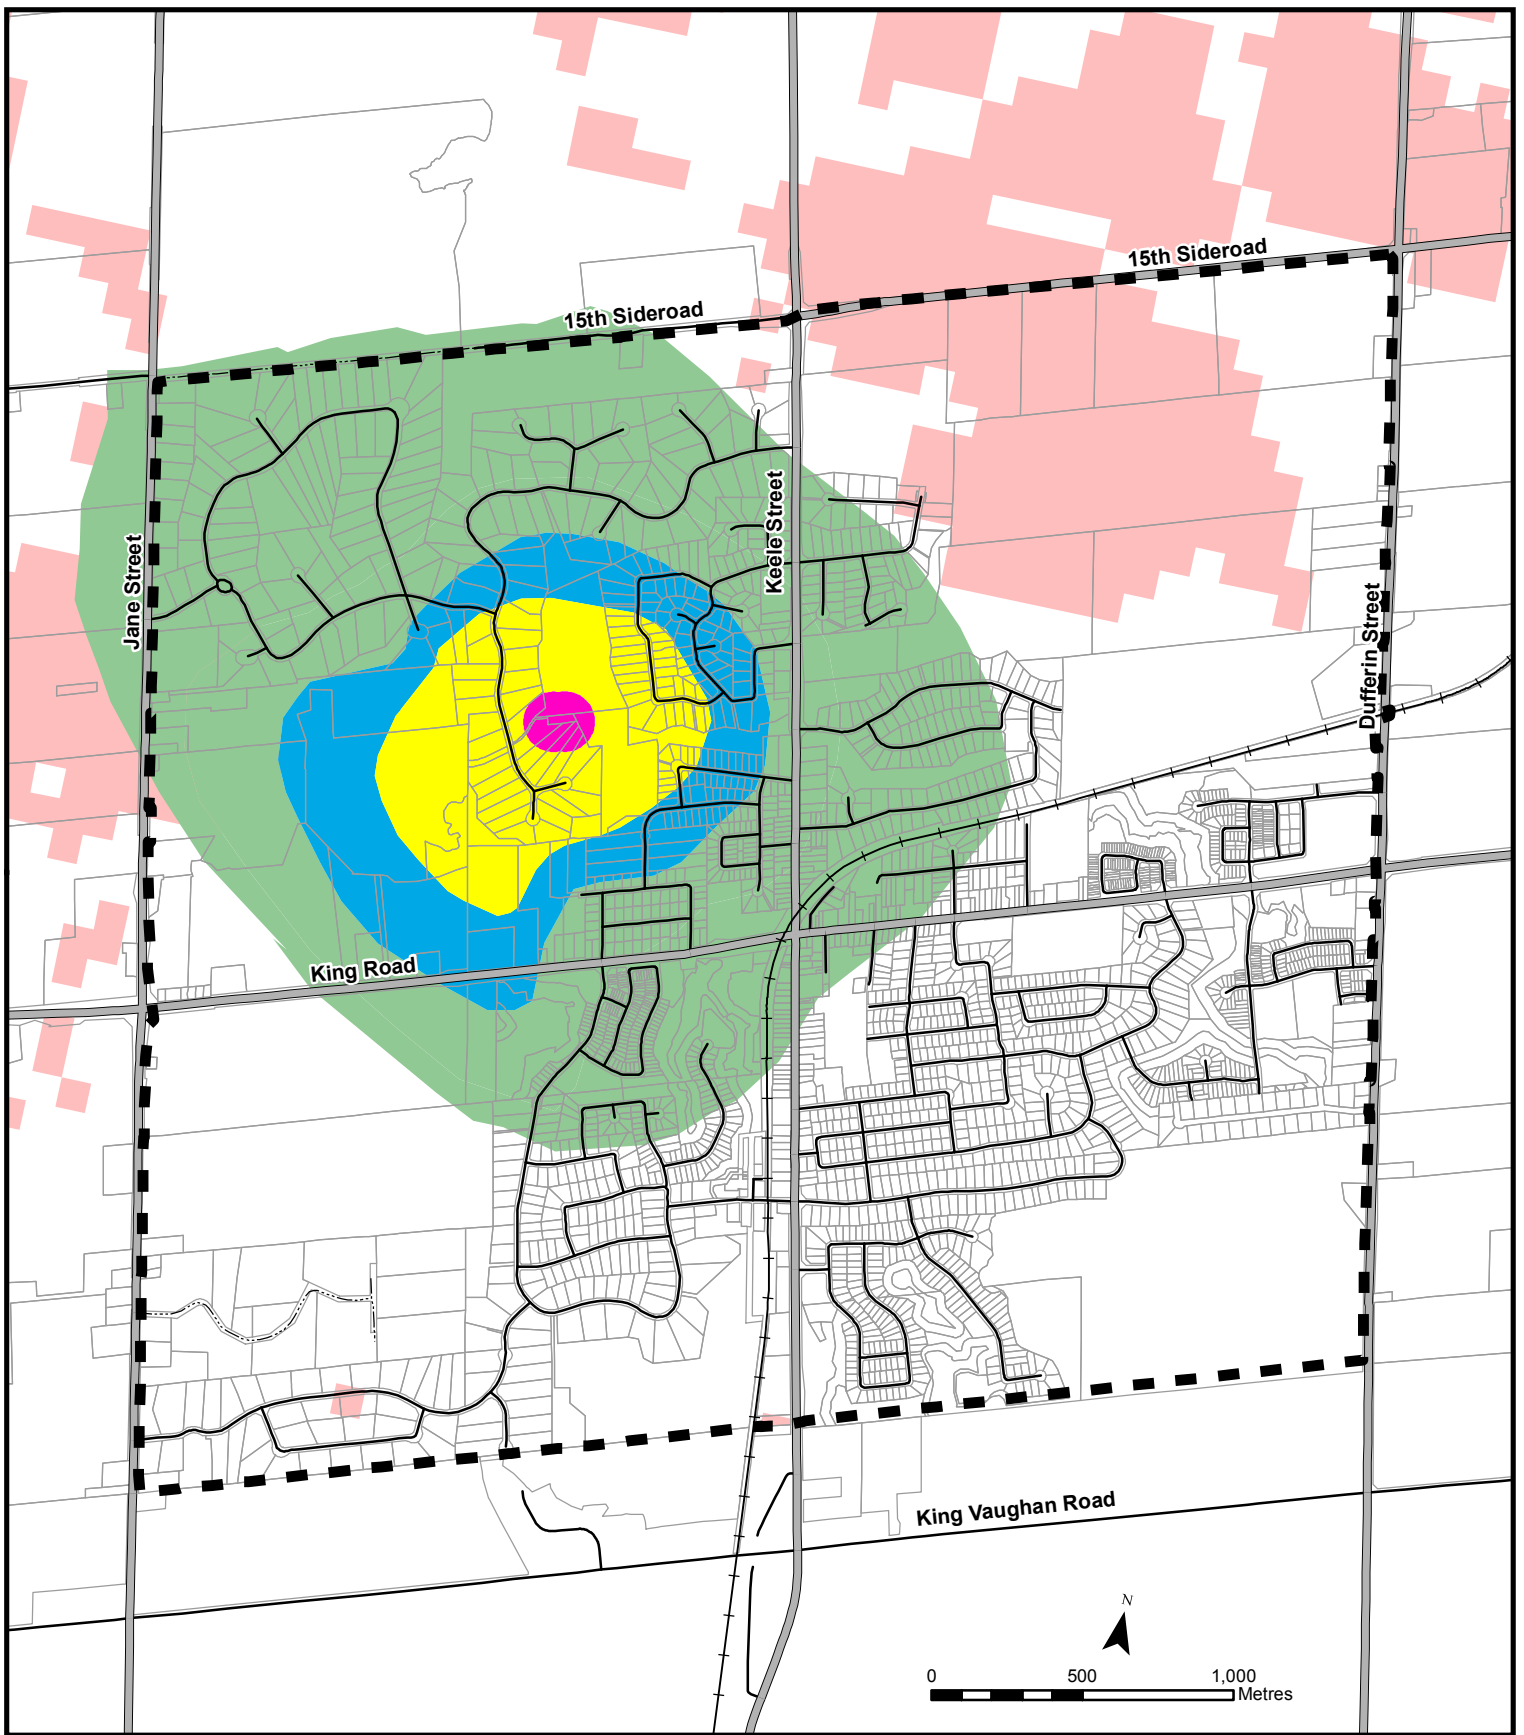 15th Sideroad
15th Sideroad
Keele Street
Jane Street
Dufferin Street
King Road
King Vaughan Road
N
0 500 1,000
Metres